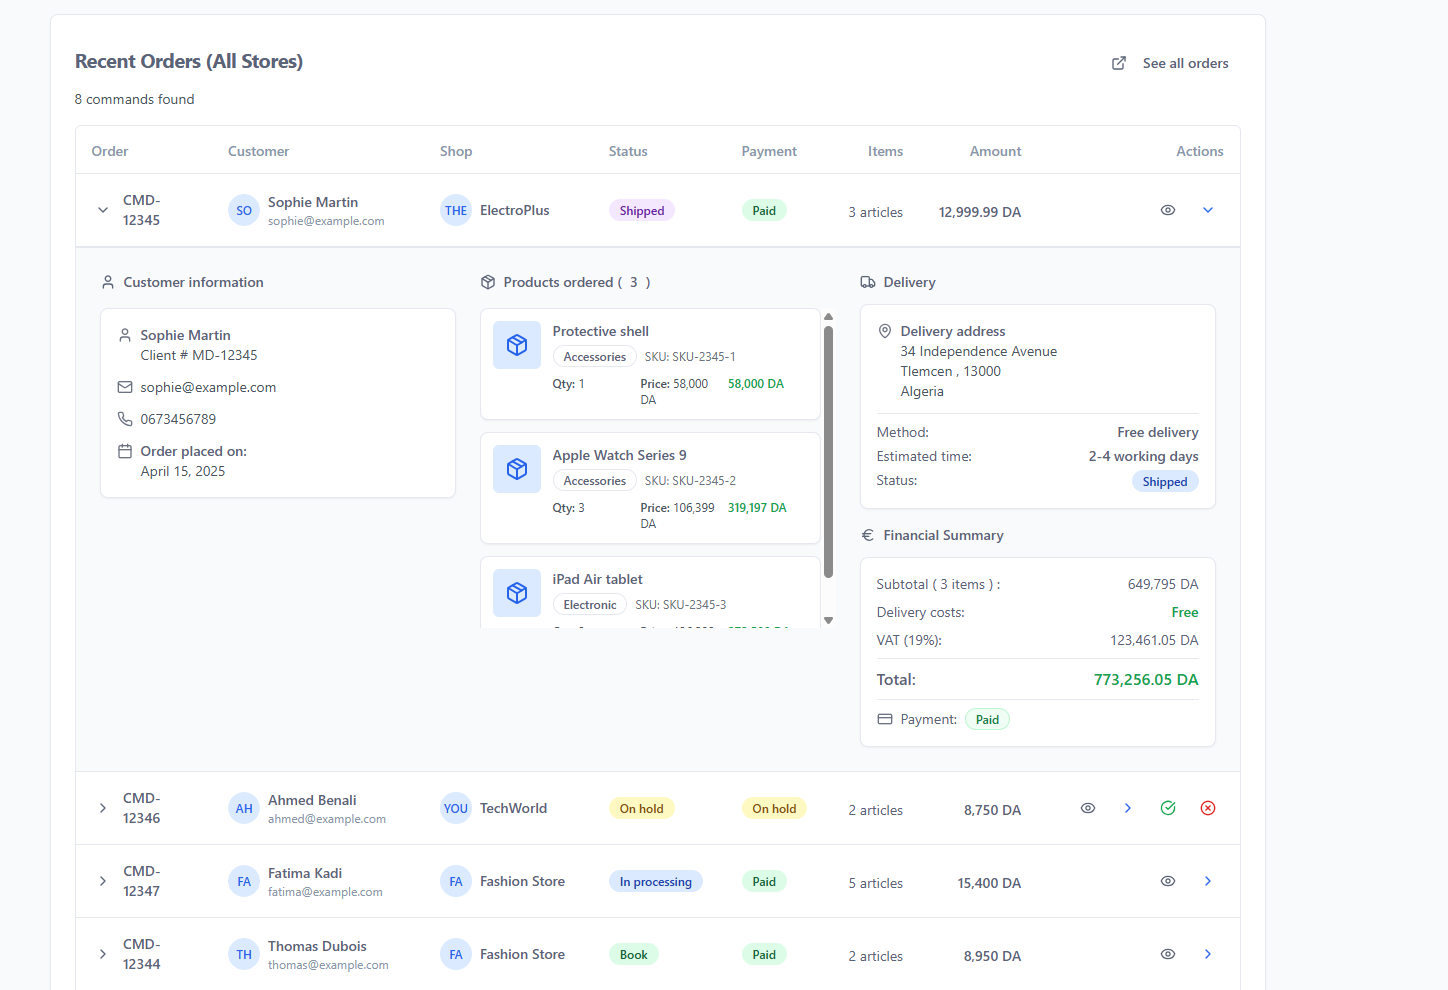 Recent Orders (All Stores)
See all orders
8 commands found
Order Customer Shop Status Payment Items Amount Actions
CMD-
12345
SO
Sophie Martin
sophie@example.com
THE ElectroPlus
Shipped
Paid
3 articles
12,999.99 DA
Customer information
Sophie Martin
Client # MD-12345
sophie@example.com
0673456789
Order placed on:
April 15, 2025
Products ordered ( 3 )
Protective shell
Accessories SKU: SKU-2345-1
Qty: 1 Price: 58,000 58,000 DA
DA
Apple Watch Series 9
Accessories SKU: SKU-2345-2
Qty: 3 Price: 106,399 319,197 DA
DA
iPad Air tablet
Electronic SKU: SKU-2345-3
Delivery
Delivery address
34 Independence Avenue
Tlemcen , 13000
Algeria
Method: Free delivery
Estimated time: 2-4 working days
Status: Shipped
€ Financial Summary
Subtotal ( 3 items ) : 649,795 DA
Delivery costs: Free
VAT (19%): 123,461.05 DA
Total: 773,256.05 DA
Payment: Paid
CMD-
12346
AH
Ahmed Benali
ahmed@example.com
YOU TechWorld
On hold
On hold
2 articles
8,750 DA
CMD-
12347
FA
Fatima Kadi
fatima@example.com
FA Fashion Store
In processing
Paid
5 articles
15,400 DA
CMD-
12344
TH
Thomas Dubois
thomas@example.com
FA Fashion Store
Book
Paid
2 articles
8,950 DA